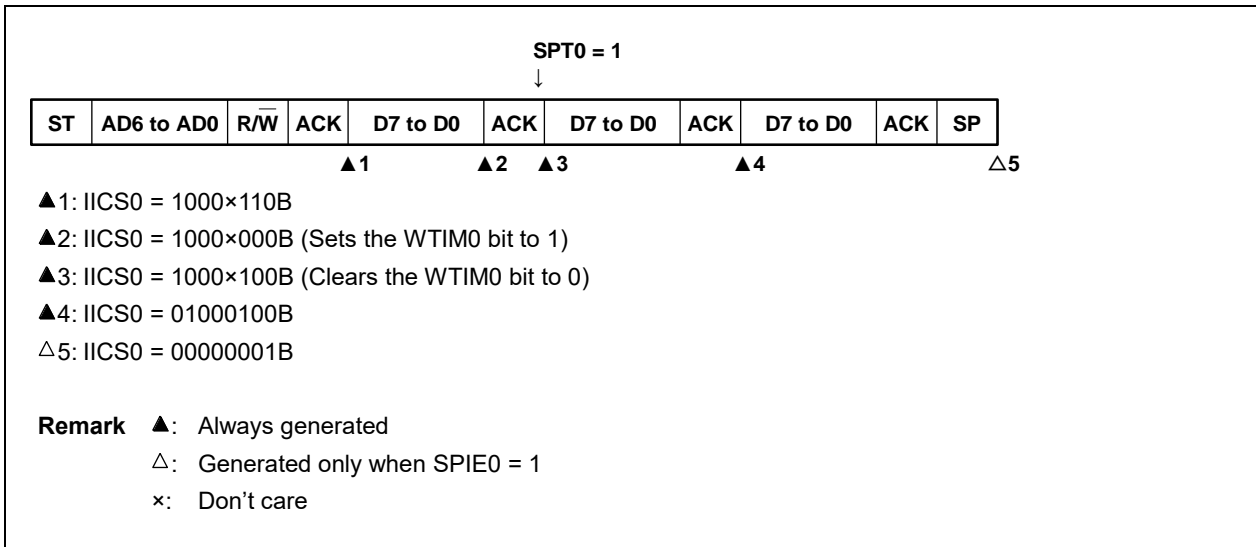 SPT0 = 1
↓
ST AD6 to AD0 R/W̅ ACK D7 to D0 ACK D7 to D0 ACK D7 to D0 ACK SP
▲1 ▲2 ▲3 ▲4 △5
▲1: IICS0 = 1000×110B
▲2: IICS0 = 1000×000B (Sets the WTIM0 bit to 1)
▲3: IICS0 = 1000×100B (Clears the WTIM0 bit to 0)
▲4: IICS0 = 01000100B
△5: IICS0 = 00000001B
Remark ▲: Always generated
△: Generated only when SPIE0 = 1
×: Don't care